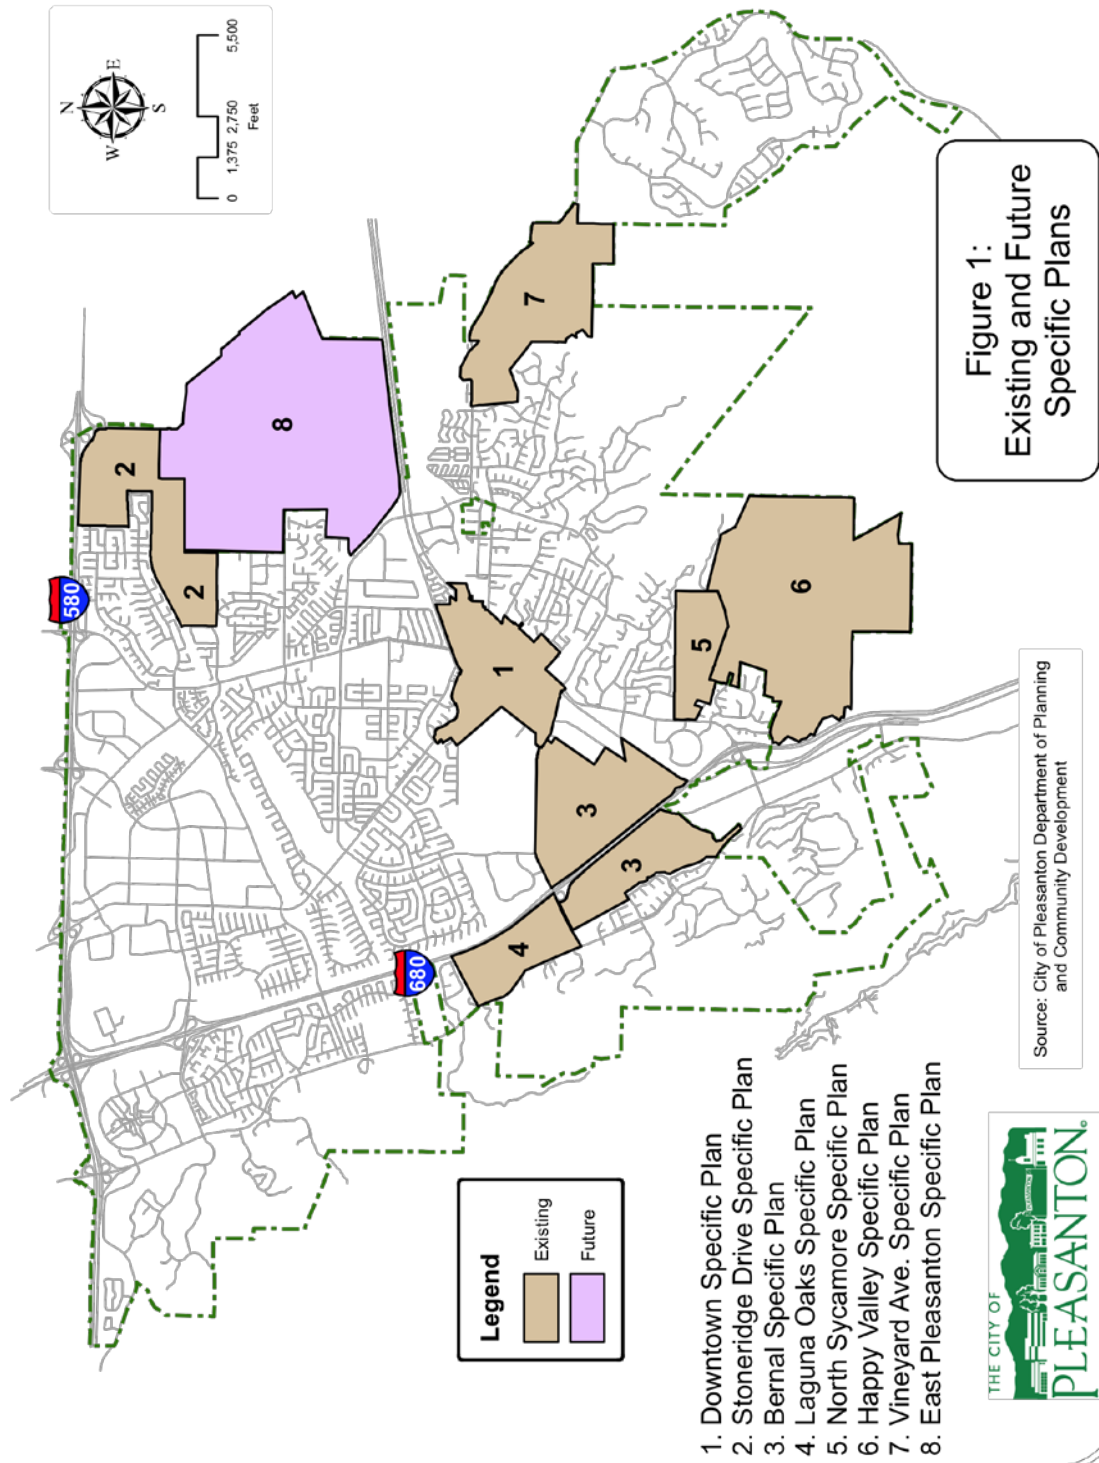 N
W
E
S
0
1,375
2,750
5,500
Feet
580
680
2
2
8
7
1
3
3
4
5
6
Legend
Existing
Future
1. Downtown Specific Plan
2. Stoneridge Drive Specific Plan
3. Bernal Specific Plan
4. Laguna Oaks Specific Plan
5. North Sycamore Specific Plan
6. Happy Valley Specific Plan
7. Vineyard Ave. Specific Plan
8. East Pleasanton Specific Plan
THE CITY OF
PLEASANTON®
Source: City of Pleasanton Department of Planning
and Community Development
Figure 1:
Existing and Future
Specific Plans